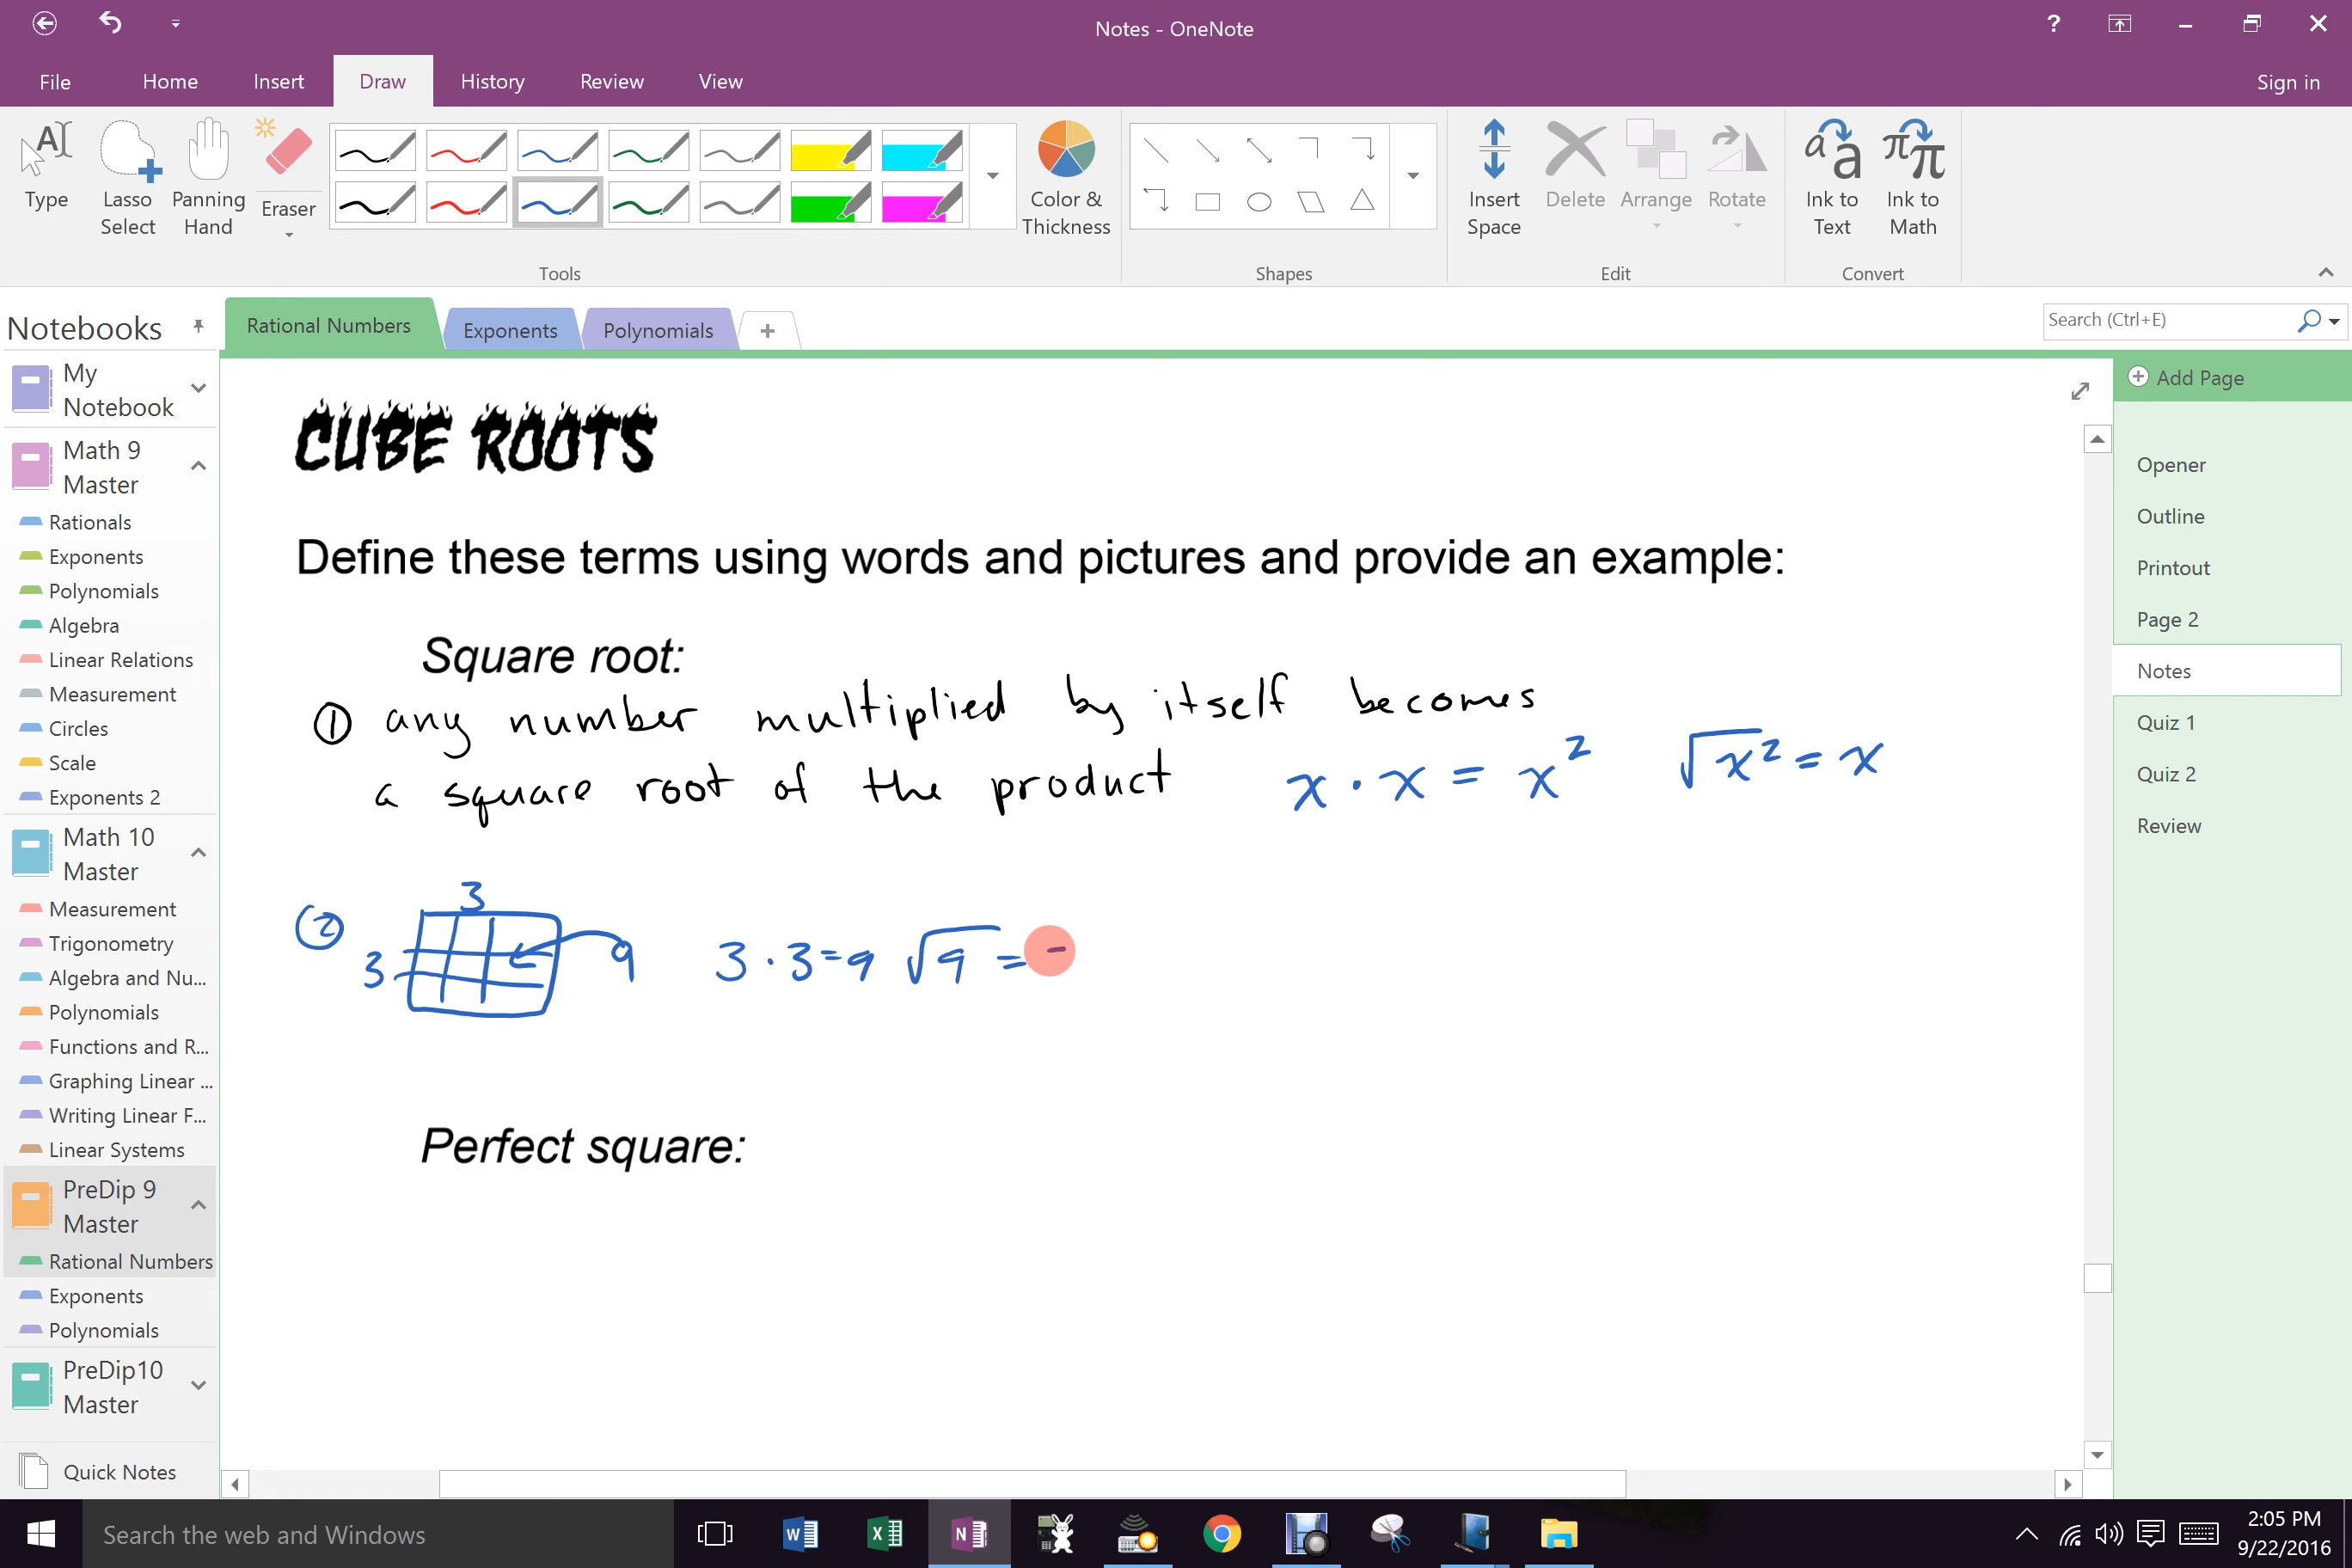 Notes - OneNote
?
File Home Insert Draw History Review View Sign in
Type
Lasso Select
Panning Hand
Eraser
Color & Thickness
Insert Space
Delete
Arrange
Rotate
Ink to Text
Ink to Math
Tools Shapes Edit Convert
Notebooks
Rational Numbers Exponents Polynomials +
Search (Ctrl+E)
My Notebook
Math 9 Master
Rationals
Exponents
Polynomials
Algebra
Linear Relations
Measurement
Circles
Scale
Exponents 2
Math 10 Master
Measurement
Trigonometry
Algebra and Nu...
Polynomials
Functions and R...
Graphing Linear ...
Writing Linear F...
Linear Systems
PreDip 9 Master
Rational Numbers
Exponents
Polynomials
PreDip10 Master
Quick Notes
CUBE ROOTS
Define these terms using words and pictures and provide an example:
Square root:
① any number multiplied by itself becomes
a square root of the product x · x = x² √x² = x
② 3
3 9 3 · 3 = 9 √9 =
Perfect square:
Add Page
Opener
Outline
Printout
Page 2
Notes
Quiz 1
Quiz 2
Review
Search the web and Windows
2:05 PM
9/22/2016